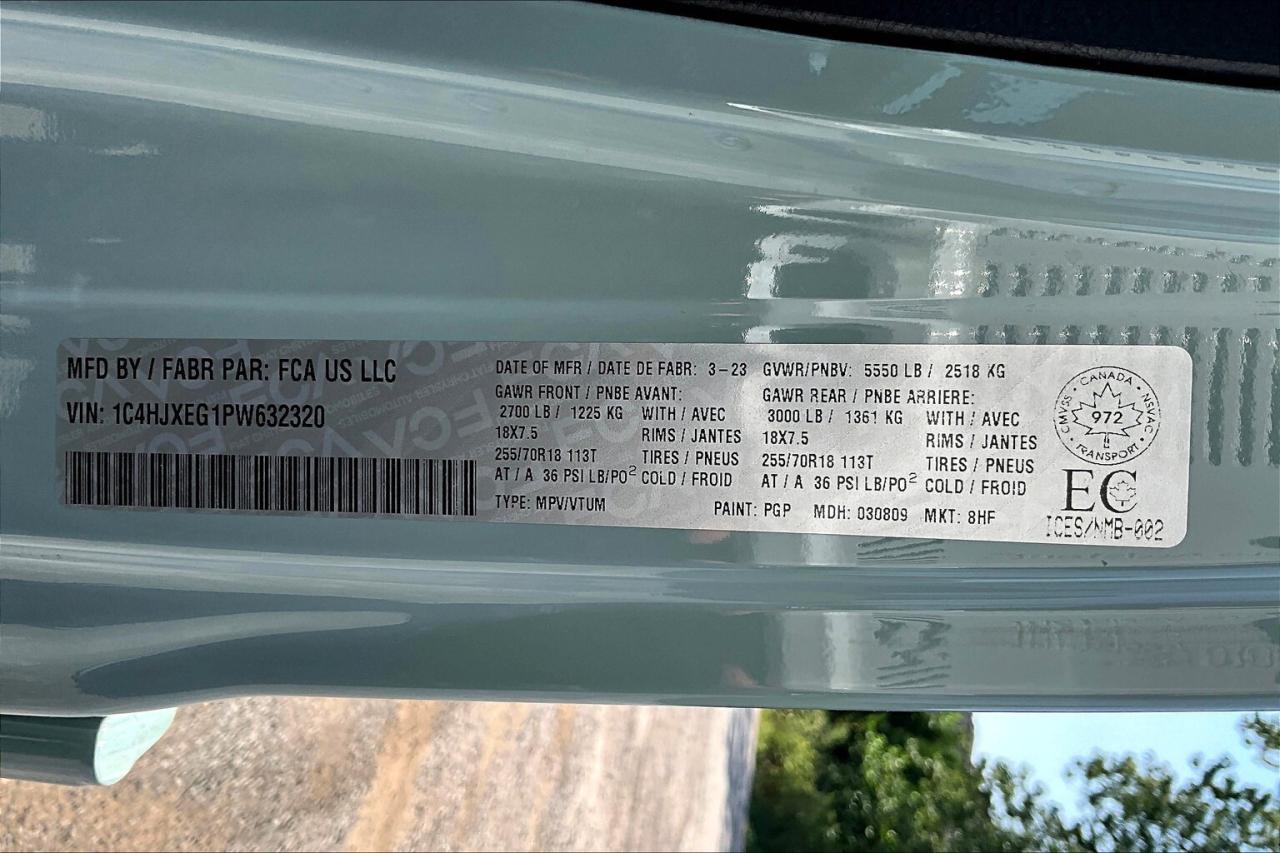 MFD BY / FABR PAR: FCA US LLC
VIN: 1C4HJXEG1PW632320
DATE OF MFR / DATE DE FABR: 3-23
GVWR/PNBV: 5550 LB / 2518 KG
GAWR FRONT / PNBE AVANT:
2700 LB / 1225 KG WITH / AVEC
18X7.5 RIMS / JANTES
255/70R18 113T TIRES / PNEUS
AT / A 36 PSI LB/PO² COLD / FROID
GAWR REAR / PNBE ARRIERE:
3000 LB / 1361 KG WITH / AVEC
18X7.5 RIMS / JANTES
255/70R18 113T TIRES / PNEUS
AT / A 36 PSI LB/PO² COLD / FROID
TYPE: MPV/VTUM PAINT: PGP MDH: 030809 MKT: 8HF
CANADA
CMVSS 972 NSVAC
TRANSPORT
EC
ICES/NMB-002